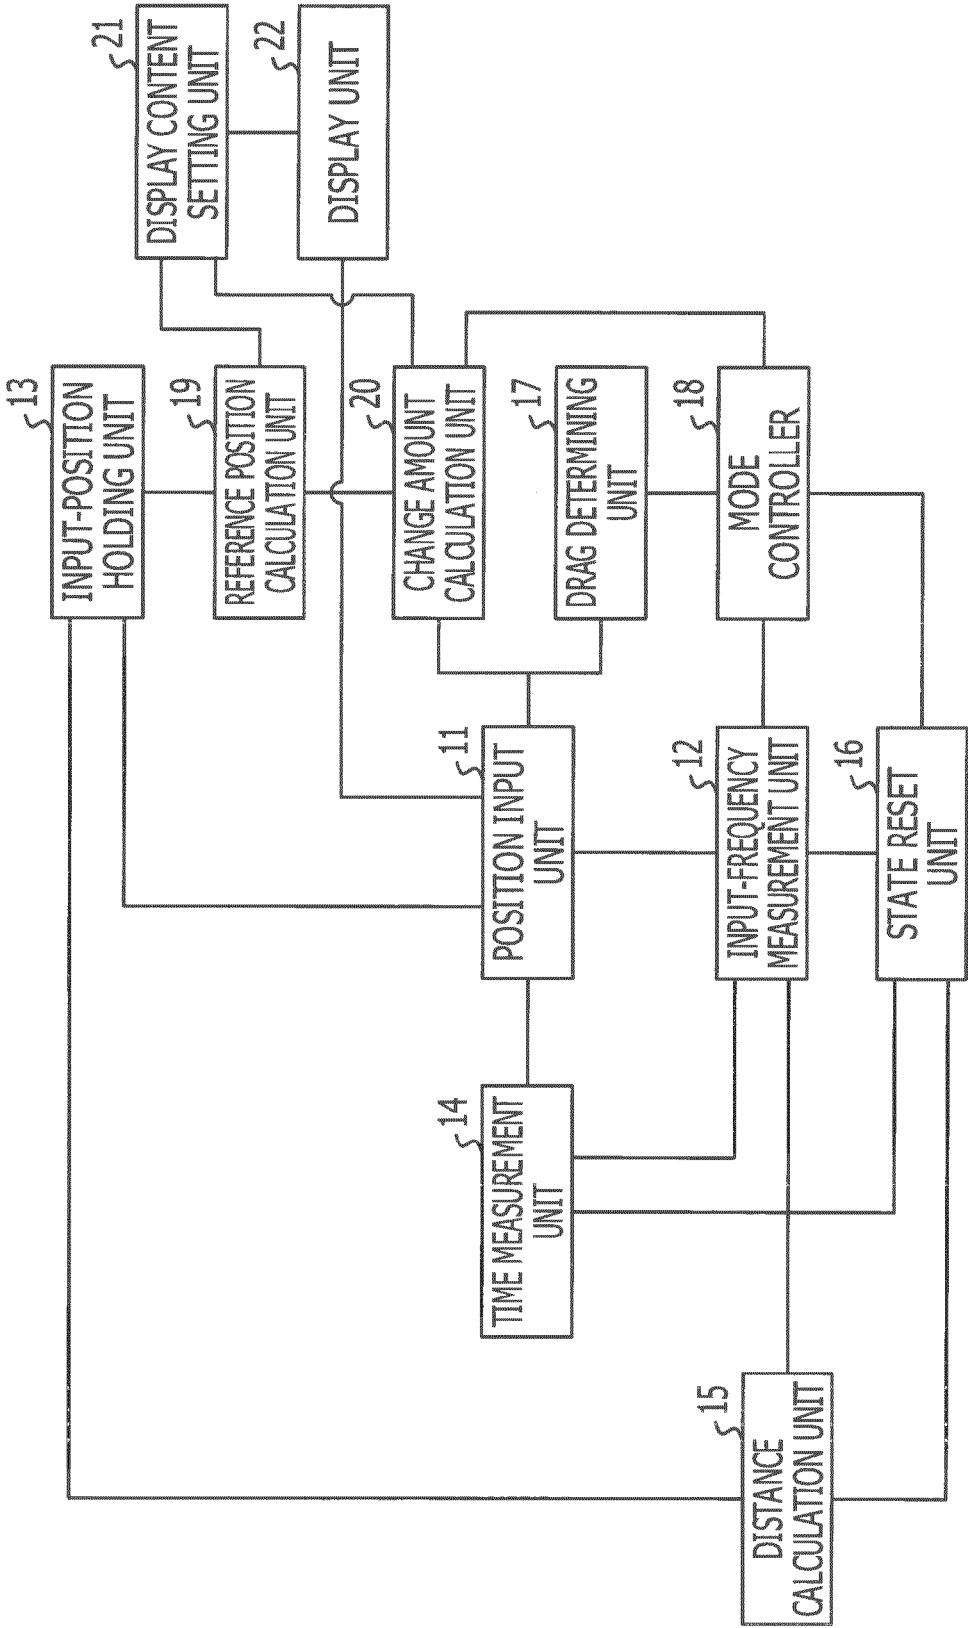 15
DISTANCE
CALCULATION UNIT
14
TIME MEASUREMENT
UNIT
11
POSITION INPUT
UNIT
12
INPUT-FREQUENCY
MEASUREMENT UNIT
16
STATE RESET
UNIT
13
INPUT-POSITION
HOLDING UNIT
19
REFERENCE POSITION
CALCULATION UNIT
20
CHANGE AMOUNT
CALCULATION UNIT
17
DRAG DETERMINING
UNIT
18
MODE
CONTROLLER
21
DISPLAY CONTENT
SETTING UNIT
22
DISPLAY UNIT